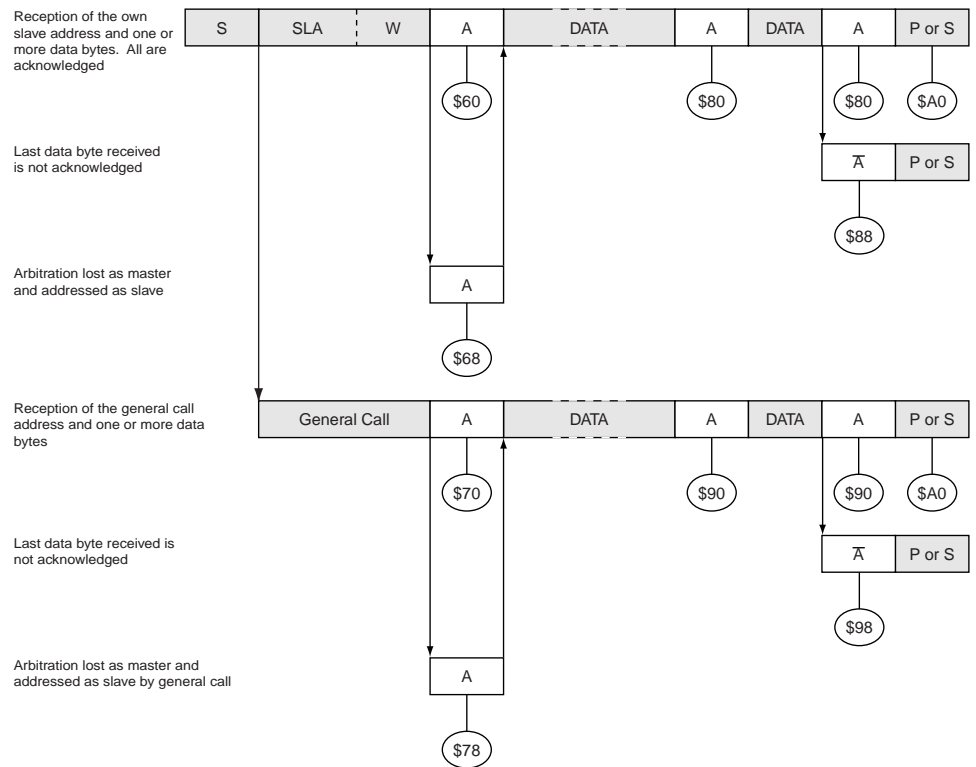 Reception of the own
slave address and one or
more data bytes. All are
acknowledged
S SLA W A DATA A DATA A P or S
$60 $80 $80 $A0
Last data byte received
is not acknowledged
A̅ P or S
$88
Arbitration lost as master
and addressed as slave
A
$68
Reception of the general call
address and one or more data
bytes
General Call A DATA A DATA A P or S
$70 $90 $90 $A0
Last data byte received is
not acknowledged
A̅ P or S
$98
Arbitration lost as master and
addressed as slave by general call
A
$78